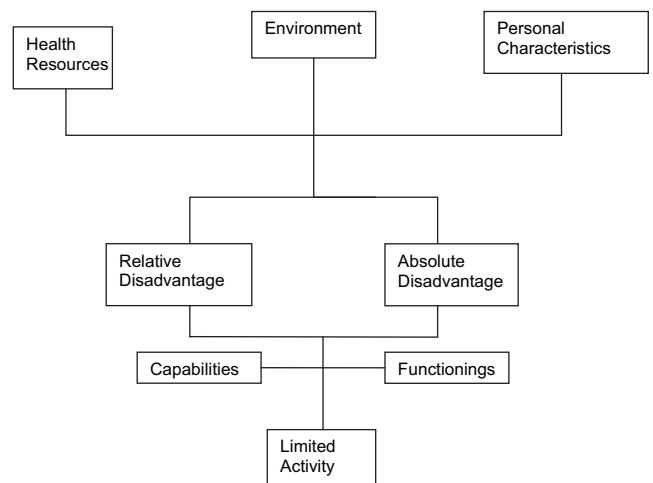 Health
Resources
Environment
Personal
Characteristics
Relative
Disadvantage
Absolute
Disadvantage
Capabilities
Functionings
Limited
Activity